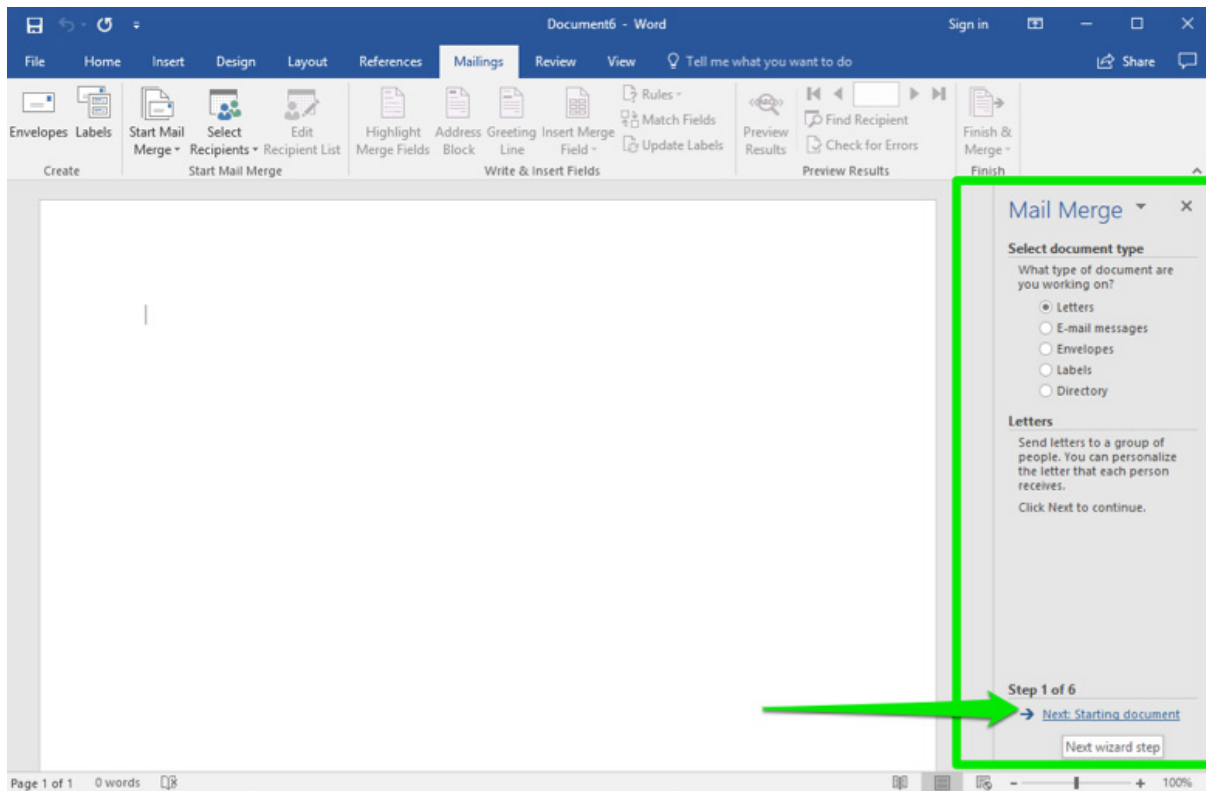 Document6 - Word
Sign in
File Home Insert Design Layout References Mailings Review View Tell me what you want to do Share
Envelopes Labels Start Mail Merge Select Recipients Edit Recipient List Highlight Merge Fields Address Block Greeting Line Insert Merge Field Rules Match Fields Update Labels Preview Results Find Recipient Check for Errors Finish & Merge
Create Start Mail Merge Write & Insert Fields Preview Results Finish
Mail Merge
Select document type
What type of document are
you working on?
Letters
E-mail messages
Envelopes
Labels
Directory
Letters
Send letters to a group of
people. You can personalize
the letter that each person
receives.
Click Next to continue.
Step 1 of 6
Next: Starting document
Next wizard step
Page 1 of 1 0 words 100%